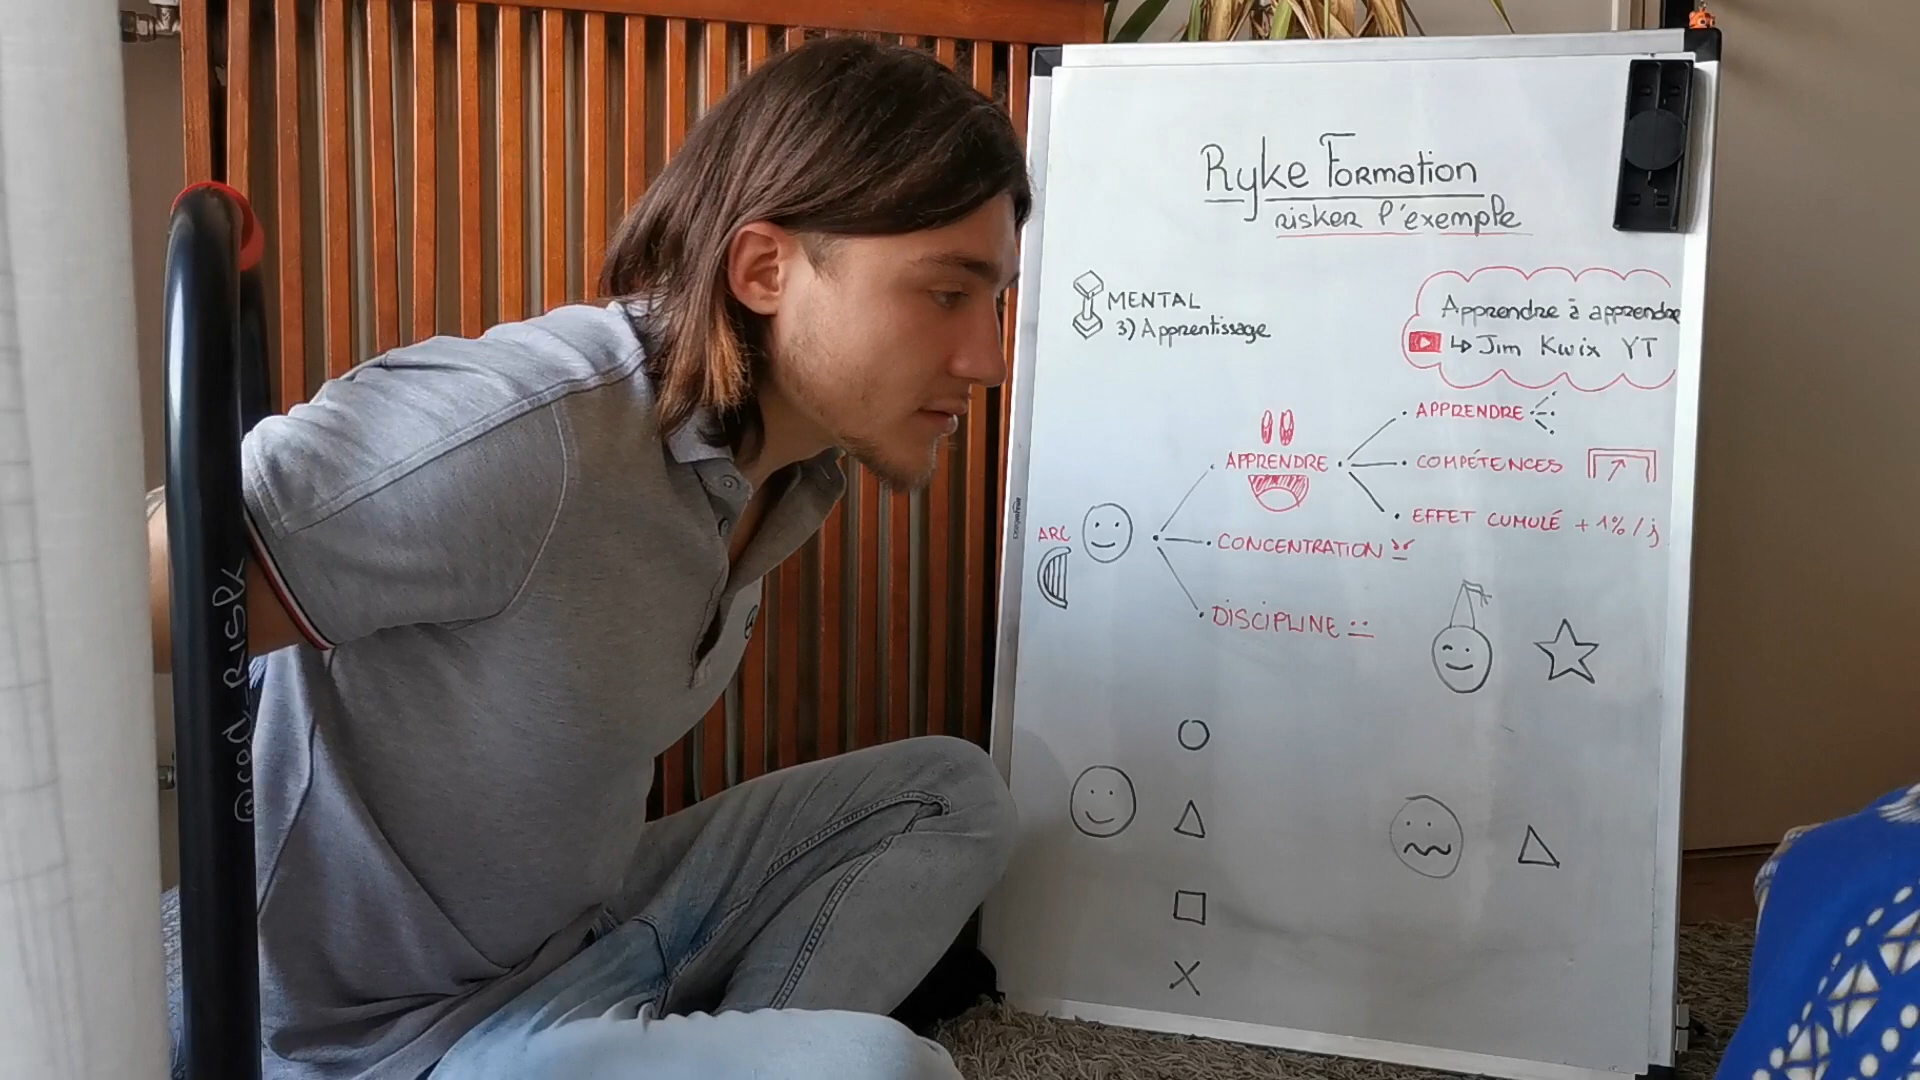 Ryke Formation
risker l'exemple
MENTAL
3) Apprentissage
Apprendre à apprendre
↳ Jim Kwix YT
APPRENDRE
APPRENDRE
COMPÉTENCES
EFFET CUMULÉ + 1% / j
ARC
CONCENTRATION
DISCIPLINE
@rod_RISK